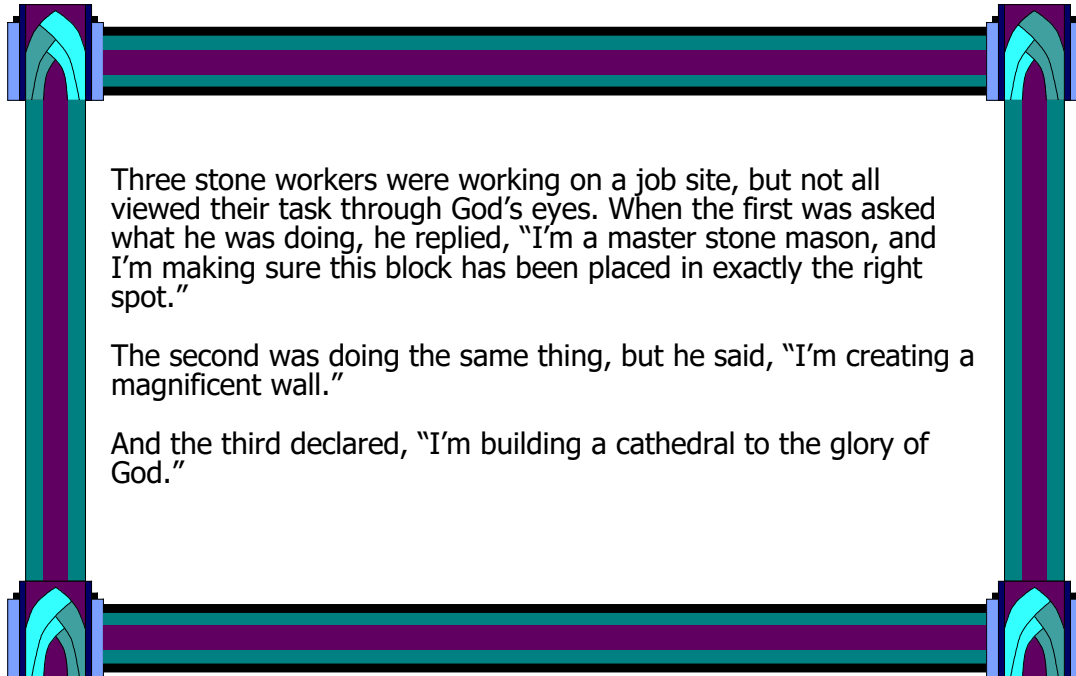 Three stone workers were working on a job site, but not all
viewed their task through God’s eyes. When the first was asked
what he was doing, he replied, “I’m a master stone mason, and
I’m making sure this block has been placed in exactly the right
spot.”
The second was doing the same thing, but he said, “I’m creating a
magnificent wall.”
And the third declared, “I’m building a cathedral to the glory of
God.”